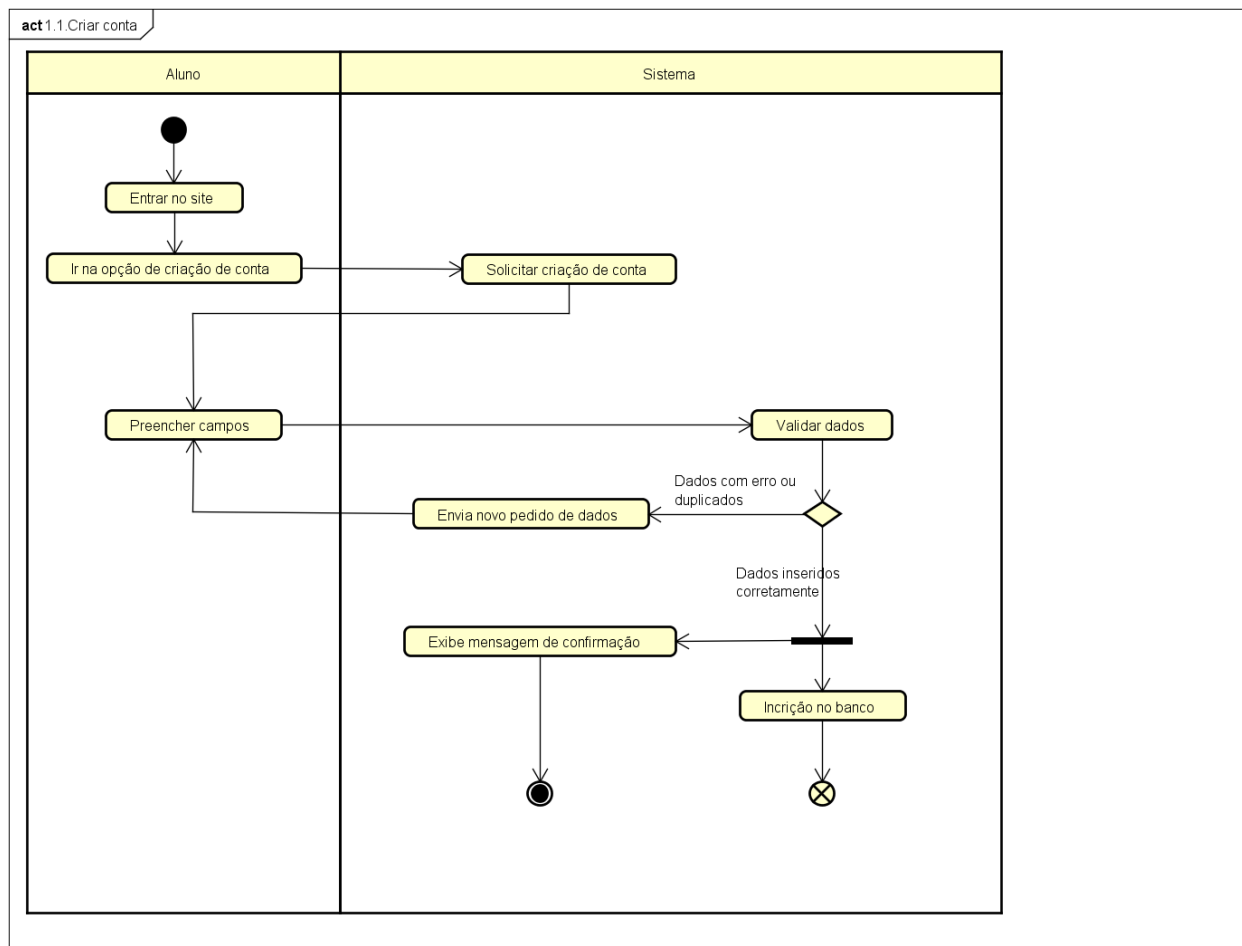 act 1.1.Criar conta
Aluno
Sistema
Entrar no site
Ir na opção de criação de conta
Solicitar criação de conta
Preencher campos
Validar dados
Dados com erro ou
duplicados
Envia novo pedido de dados
Dados inseridos
corretamente
Exibe mensagem de confirmação
Incrição no banco